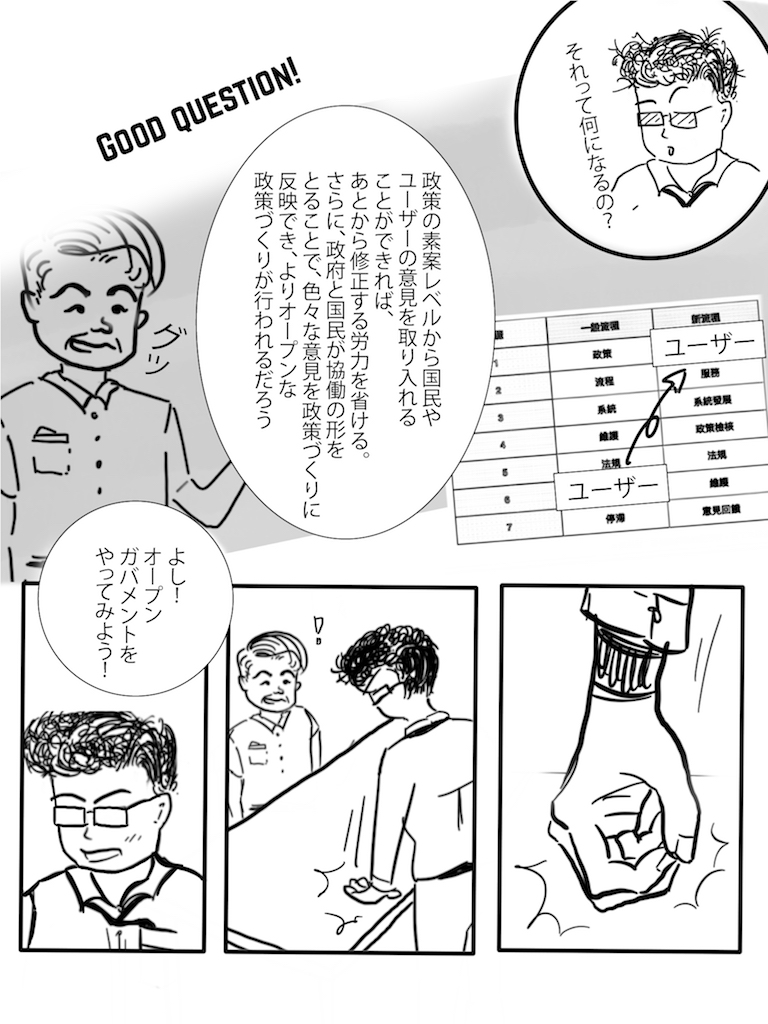 それって何になるの?
GOOD QUESTION!
政策の素案レベルから国民や
ユーザーの意見を取り入れる
ことができれば、
あとから修正する労力を省ける。
さらに、政府と国民が協働の形を
とることで、色々な意見を政策づくりに
反映でき、よりオープンな
政策づくりが行われるだろう
グッ
一般流程 新流程
1 政策 ユーザー
2 流程 服務
3 系統 系統發展
4 維護 政策檢核
5 法規 法規
6 ユーザー 維護
7 停滯 意見回饋
よし!
オープン
ガバメントを
やってみよう!